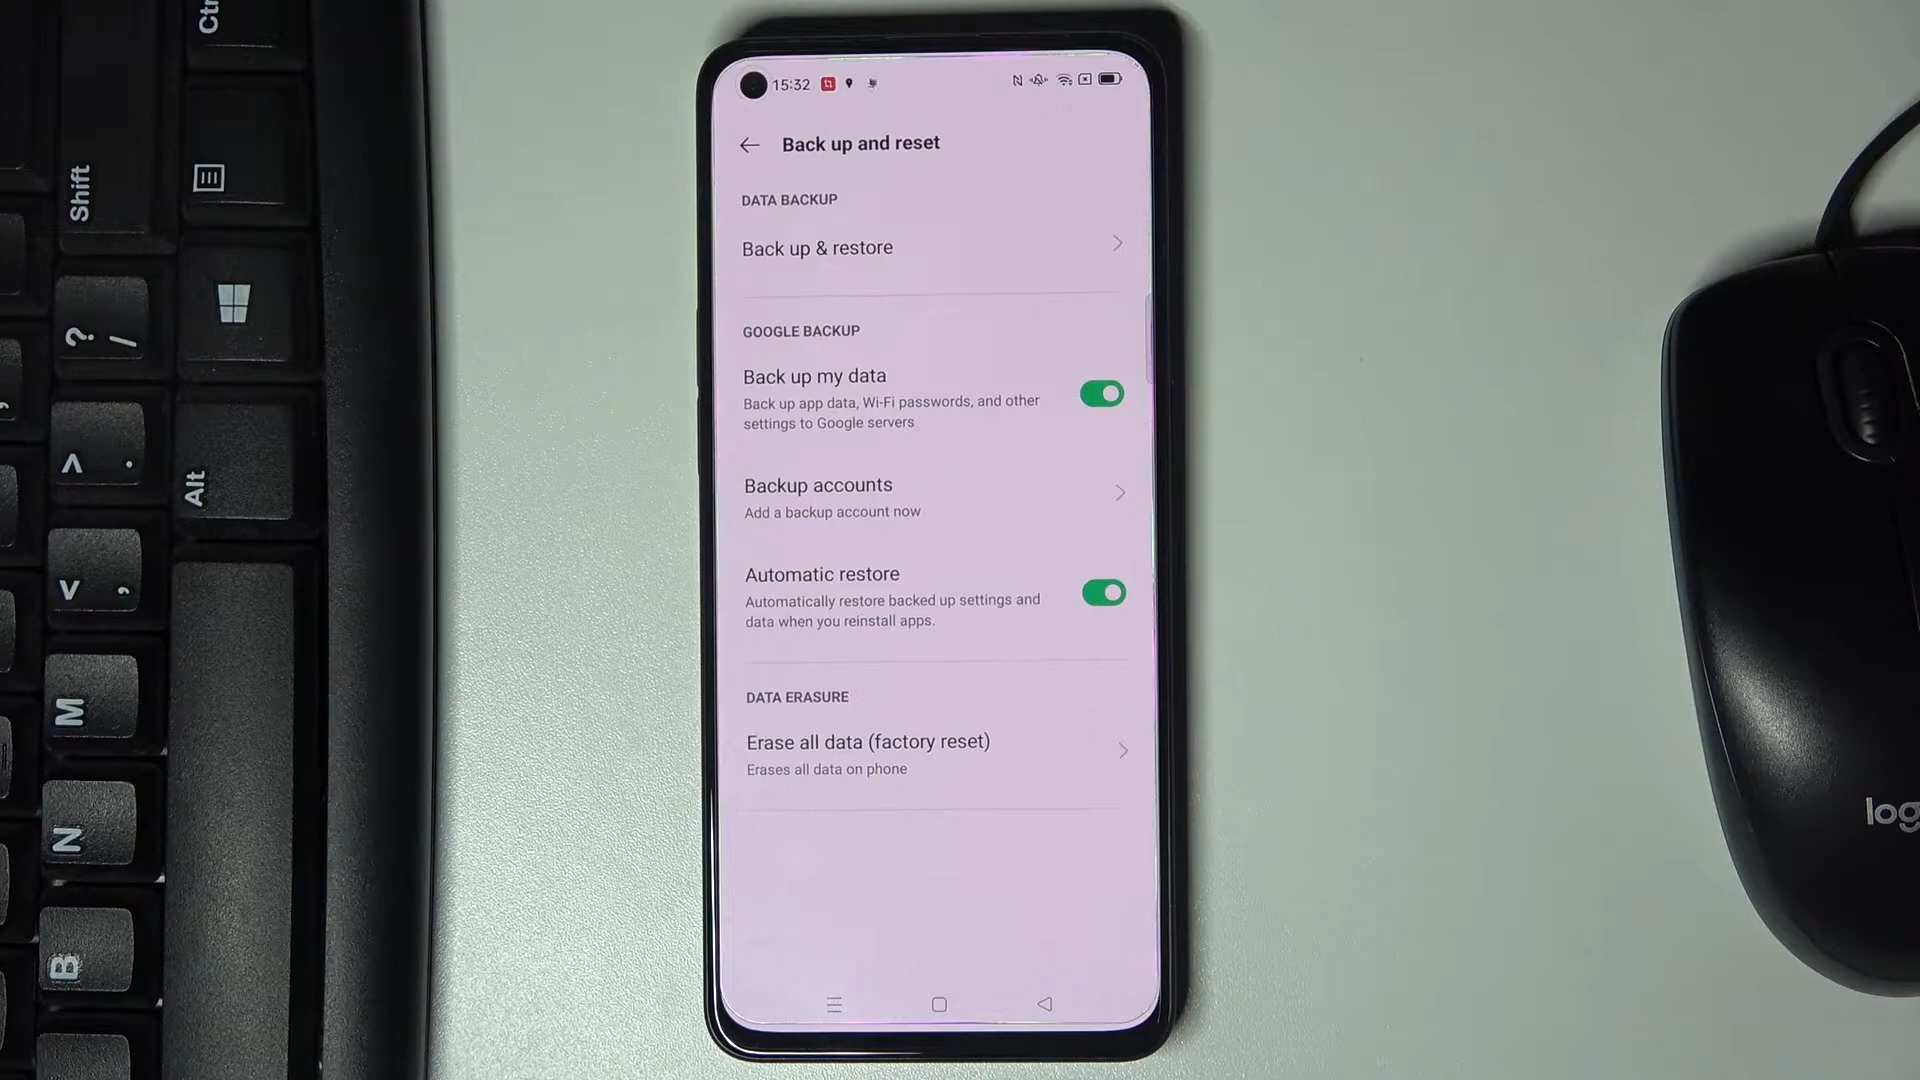 15:32
Back up and reset
DATA BACKUP
Back up & restore
GOOGLE BACKUP
Back up my data
Back up app data, Wi-Fi passwords, and other
settings to Google servers
Backup accounts
Add a backup account now
Automatic restore
Automatically restore backed up settings and
data when you reinstall apps.
DATA ERASURE
Erase all data (factory reset)
Erases all data on phone
Ctr
Shift
? /
> .
Alt
< ,
M
N
B
log